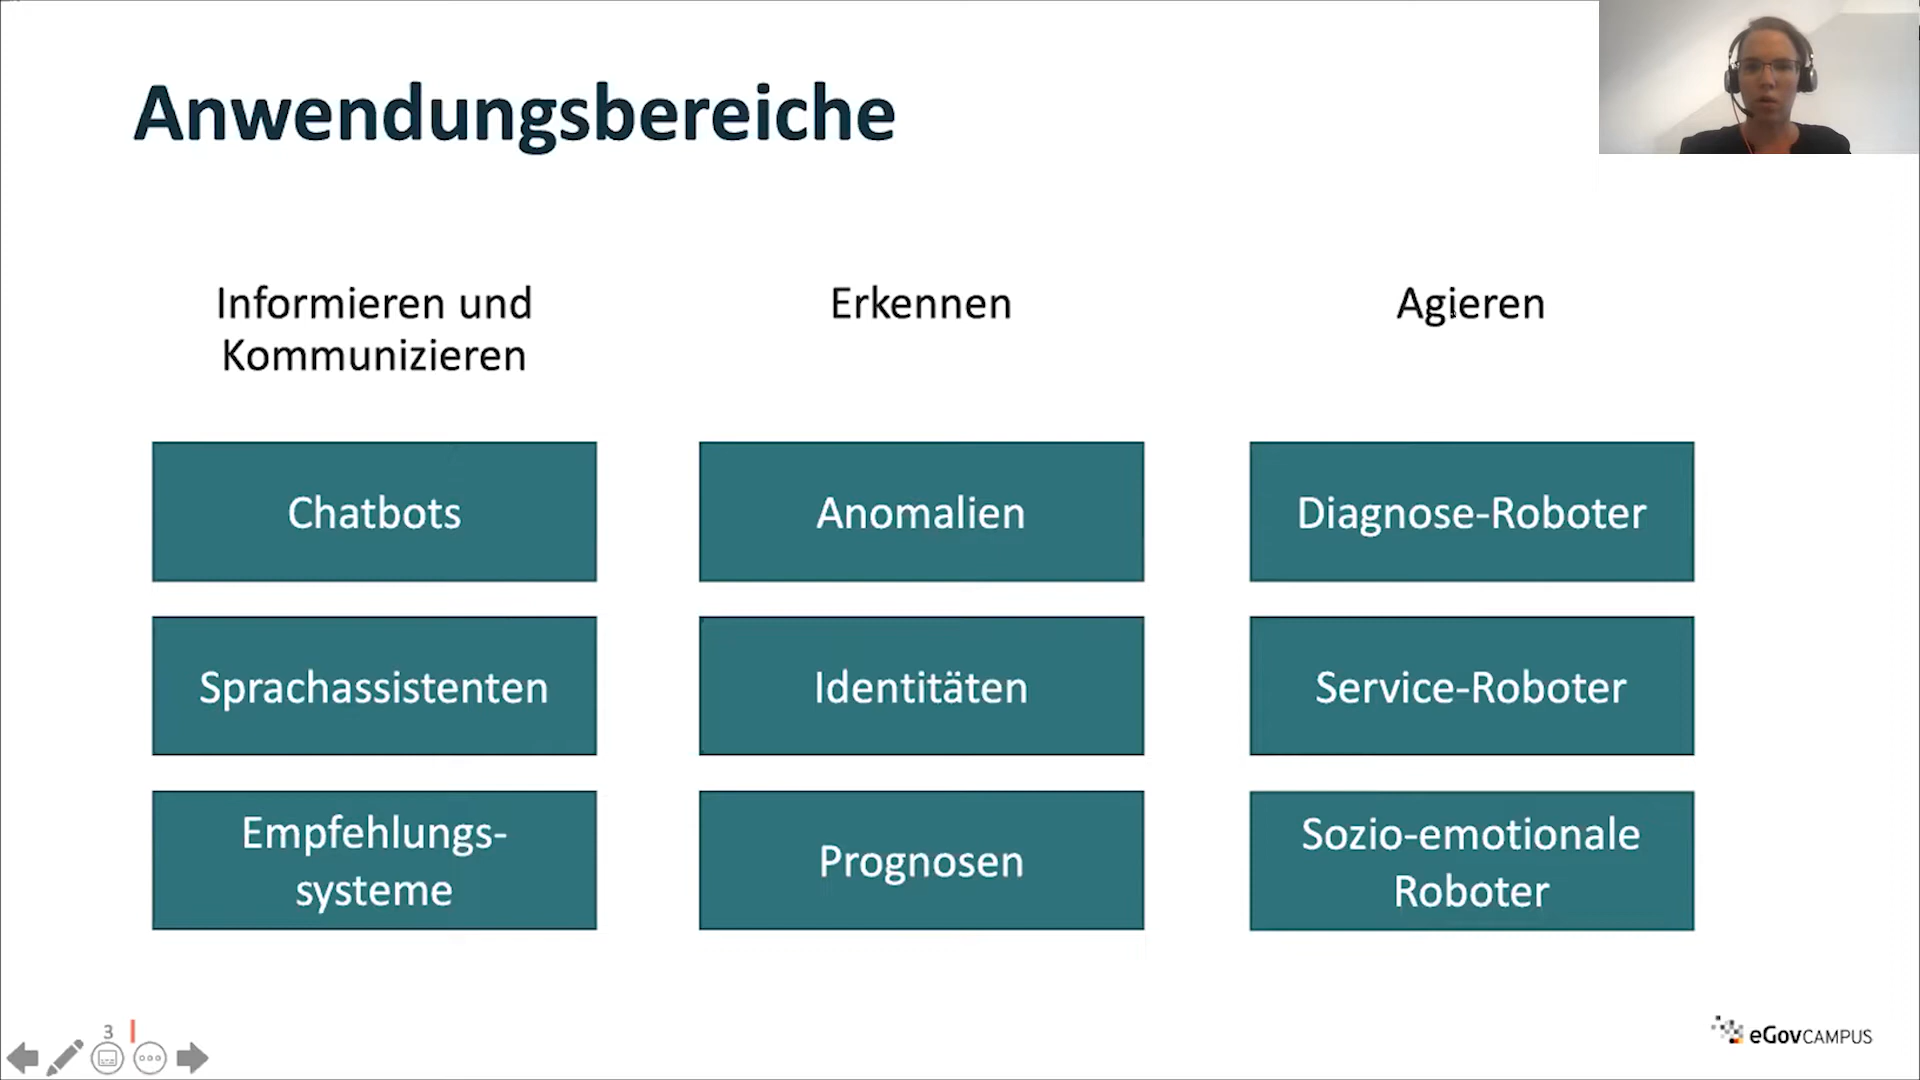 Anwendungsbereiche
Informieren und
Kommunizieren
Chatbots
Sprachassistenten
Empfehlungs-
systeme
Erkennen
Anomalien
Identitäten
Prognosen
Agieren
Diagnose-Roboter
Service-Roboter
Sozio-emotionale
Roboter
3
eGovCAMPUS